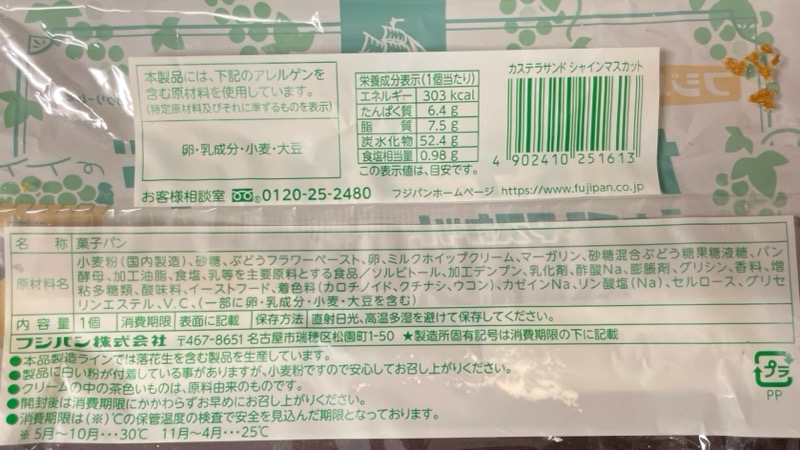 本製品には、下記のアレルゲンを
含む原材料を使用しています。
(特定原材料及びそれに準ずるものを表示)
卵・乳成分・小麦・大豆
栄養成分表示(1個当たり)
エネルギー 303 kcal
たんぱく質 6.4 g
脂質 7.5 g
炭水化物 52.4 g
食塩相当量 0.98 g
この表示値は、目安です。
カステラサンド シャインマスカット
4 902410 251613
お客様相談室 0120-25-2480 フジパンホームページ https://www.fujipan.co.jp
名称 菓子パン
原材料名 小麦粉(国内製造)、砂糖、ぶどうフラワーペースト、卵、ミルクホイップクリーム、マーガリン、砂糖混合ぶどう糖果糖液糖、パン
酵母、加工油脂、食塩、乳等を主要原料とする食品/ソルビトール、加工デンプン、乳化剤、酢酸Na、膨脹剤、グリシン、香料、増
粘多糖類、酸味料、イーストフード、着色料(カロチノイド、クチナシ、ウコン)、カゼインNa、リン酸塩(Na)、セルロース、グリセ
リンエステル、V.C、(一部に卵・乳成分・小麦・大豆を含む)
内容量 1個 消費期限 表面に記載 保存方法 直射日光、高温多湿を避けて保存してください。
フジパン株式会社 〒467-8651 名古屋市瑞穂区松園町1-50 ★製造所固有記号は消費期限の下に記載
●本品製造ラインでは落花生を含む製品を生産しています。
●製品に白い粉が付着している事がありますが、小麦粉ですので安心してお召し上がりください。
●クリームの中の茶色いものは、原料由来のものです。
●開封後は消費期限にかかわらずお早めにお召し上がりください。
●消費期限は(※)℃の保管温度の検査で安全を見込んだ期限となっております。
※ 5月〜10月・・・30℃ 11月〜4月・・・25℃
プラ
PP